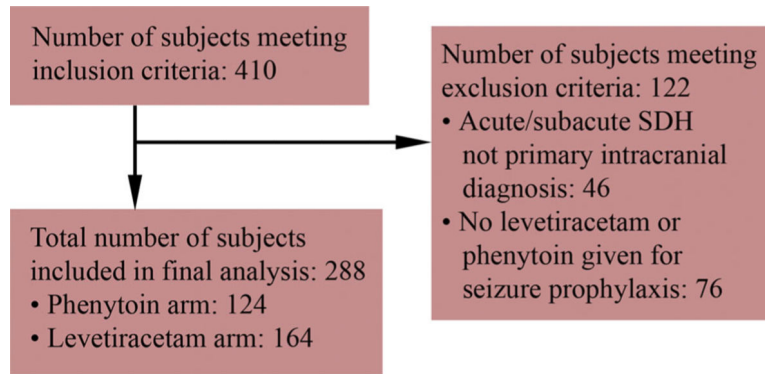 Number of subjects meeting
inclusion criteria: 410
Number of subjects meeting
exclusion criteria: 122
• Acute/subacute SDH
not primary intracranial
diagnosis: 46
• No levetiracetam or
phenytoin given for
seizure prophylaxis: 76
Total number of subjects
included in final analysis: 288
• Phenytoin arm: 124
• Levetiracetam arm: 164